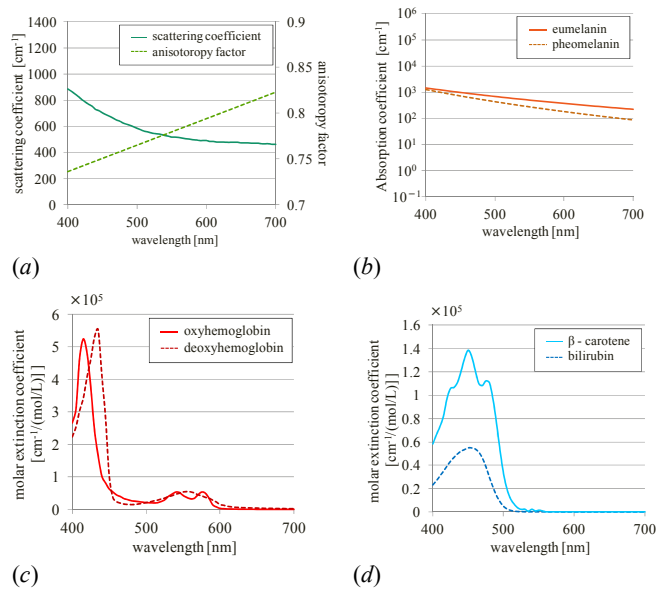 1400
1200
1000
800
600
400
200
0
scattering coefficient [cm⁻¹]
scattering coefficient
anisotoropy factor
0.9
0.85
0.8
0.75
0.7
anisotoropy factor
400 500 600 700
wavelength [nm]
(a)
10⁶
10⁵
10⁴
10³
10²
10¹
10⁰
10⁻¹
Absorption coefficient [cm⁻¹]
eumelanin
pheomelanin
400 500 600 700
wavelength [nm]
(b)
×10⁵
6
5
4
3
2
1
0
molar extinction coefficient
[cm⁻¹/(mol/L)]]
oxyhemoglobin
deoxyhemoglobin
400 500 600 700
wavelength [nm]
(c)
×10⁵
1.6
1.4
1.2
1
0.8
0.6
0.4
0.2
0
molar extinction coefficient
[cm⁻¹/(mol/L)]]
β - carotene
bilirubin
400 500 600 700
wavelength [nm]
(d)